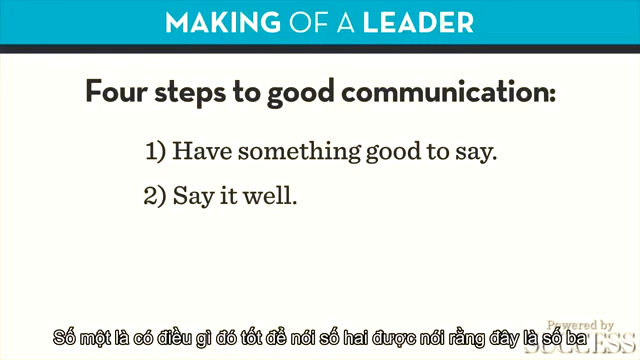 MAKING OF A LEADER
Four steps to good communication:
1) Have something good to say.
2) Say it well.
Powered by
SUCCESS
Số một là có điều gì đó tốt để nói số hai được nói rằng đây là số ba